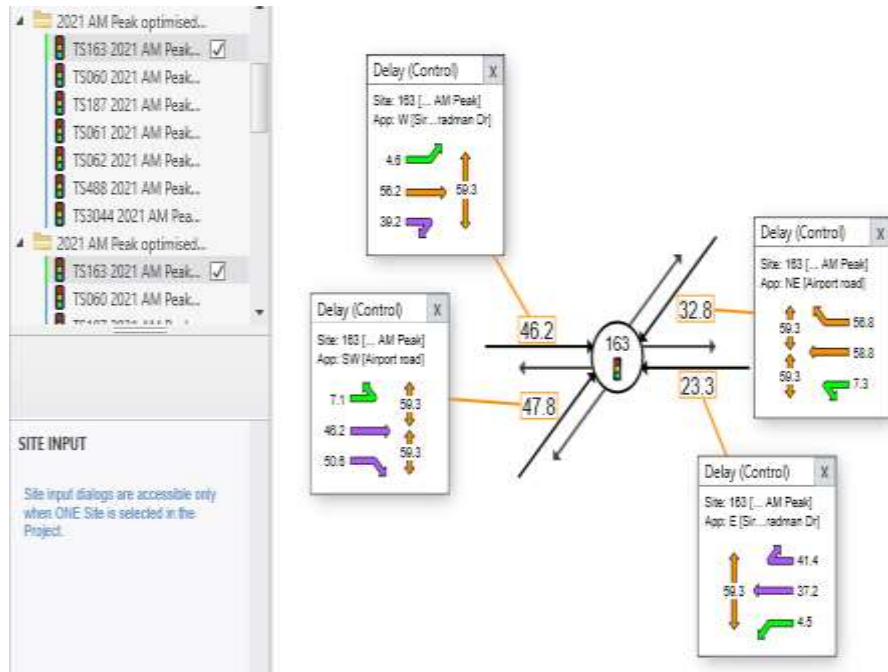 2021 AM Peak optimised...
TS163 2021 AM Peak...
TS060 2021 AM Peak...
TS187 2021 AM Peak...
TS061 2021 AM Peak...
TS062 2021 AM Peak...
TS488 2021 AM Peak...
TS3044 2021 AM Pea...
2021 AM Peak optimised...
TS163 2021 AM Peak...
TS060 2021 AM Peak...
SITE INPUT
Site input dialogs are accessible only
when ONE Site is selected in the
Project.
Delay (Control) X
Site: 163 [... AM Peak]
App: W [Sir...radman Dr]
4.6
56.2 59.3
39.2
Delay (Control) X
Site: 163 [... AM Peak]
App: SW [Airport road]
7.1
59.3
46.2
50.6
59.3
46.2
47.8
163
32.8
23.3
Delay (Control) X
Site: 163 [... AM Peak]
App: NE [Airport road]
56.8
59.3
58.8
59.3
7.3
Delay (Control) X
Site: 163 [... AM Peak]
App: E [Sir...radman Dr]
41.4
59.3 37.2
4.5